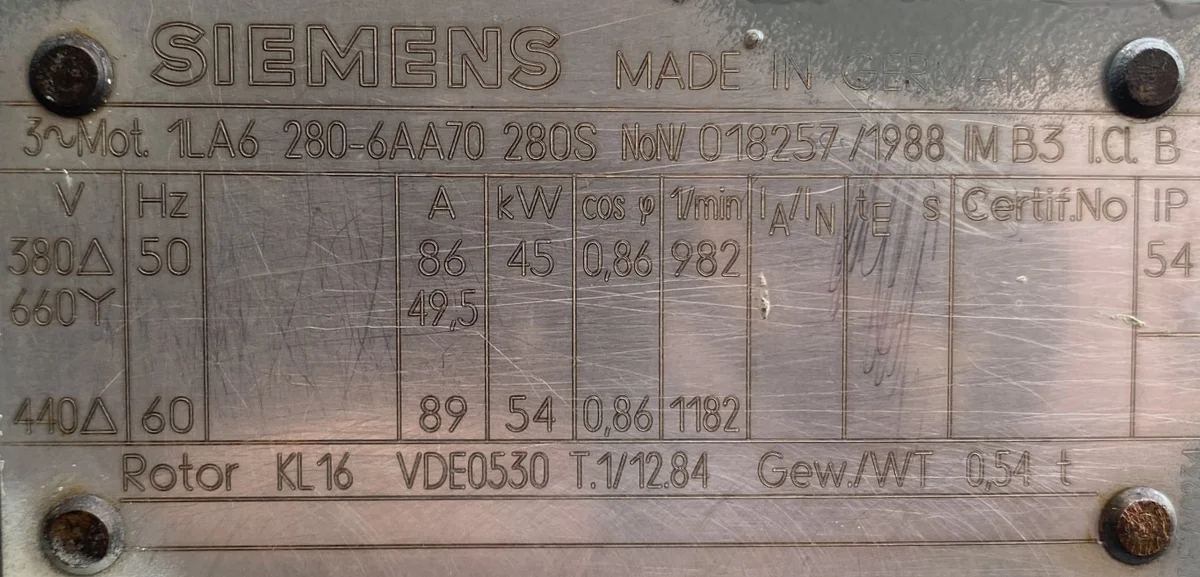 SIEMENS MADE IN GERMANY
3~Mot. 1LA6 280-6AA70 280S NoN/ 018257/1988 IM B3 I.Cl. B
V Hz A kW cos φ 1/min IA/IN tE s Certif.No IP
380Δ 50 86 45 0,86 982 54
660Y 49,5
440Δ 60 89 54 0,86 1182
Rotor KL16 VDE0530 T.1/12.84 Gew./WT 0,54 t